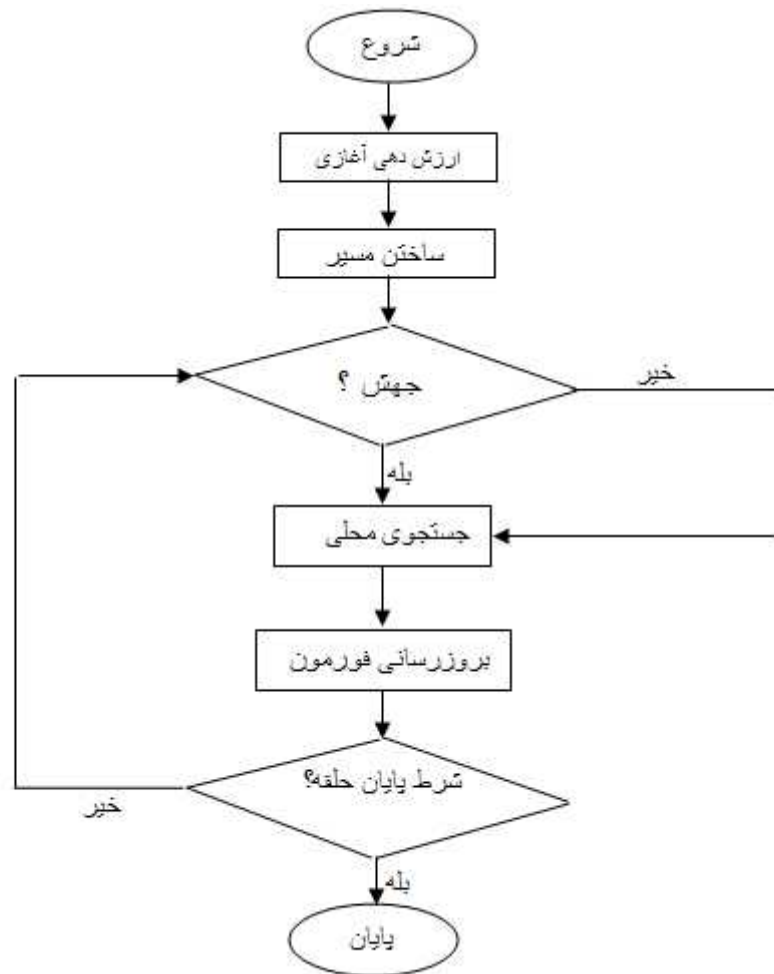 شروع
ارزش دهی آغازی
ساختن مسیر
جهش ؟
خیر
بله
جستجوی محلی
بروزرسانی فورمون
شرط پایان حلقه؟
خیر
بله
پایان